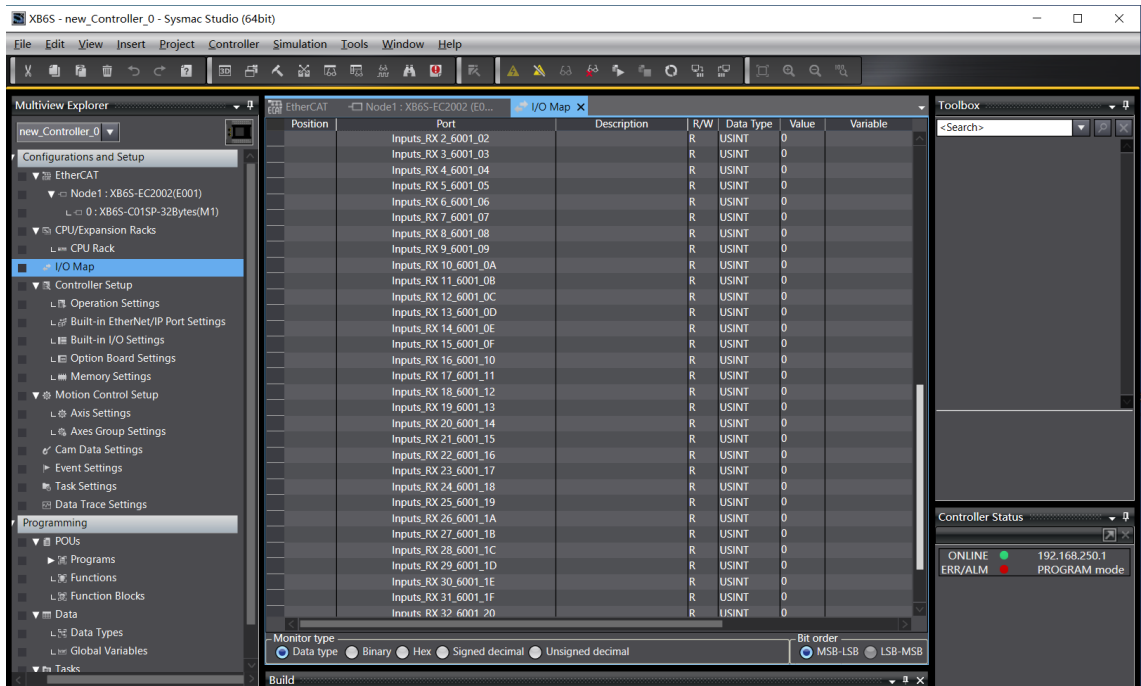 XB6S - new_Controller_0 - Sysmac Studio (64bit)
File Edit View Insert Project Controller Simulation Tools Window Help
Multiview Explorer
new_Controller_0
Configurations and Setup
EtherCAT
Node1 : XB6S-EC2002(E001)
0 : XB6S-C01SP-32Bytes(M1)
CPU/Expansion Racks
CPU Rack
I/O Map
Controller Setup
Operation Settings
Built-in EtherNet/IP Port Settings
Built-in I/O Settings
Option Board Settings
Memory Settings
Motion Control Setup
Axis Settings
Axes Group Settings
Cam Data Settings
Event Settings
Task Settings
Data Trace Settings
Programming
POUs
Programs
Functions
Function Blocks
Data
Data Types
Global Variables
Tasks
EtherCAT Node1 : XB6S-EC2002 (E0... I/O Map
Position Port Description R/W Data Type Value Variable
Inputs_RX 2_6001_02 R USINT 0
Inputs_RX 3_6001_03 R USINT 0
Inputs_RX 4_6001_04 R USINT 0
Inputs_RX 5_6001_05 R USINT 0
Inputs_RX 6_6001_06 R USINT 0
Inputs_RX 7_6001_07 R USINT 0
Inputs_RX 8_6001_08 R USINT 0
Inputs_RX 9_6001_09 R USINT 0
Inputs_RX 10_6001_0A R USINT 0
Inputs_RX 11_6001_0B R USINT 0
Inputs_RX 12_6001_0C R USINT 0
Inputs_RX 13_6001_0D R USINT 0
Inputs_RX 14_6001_0E R USINT 0
Inputs_RX 15_6001_0F R USINT 0
Inputs_RX 16_6001_10 R USINT 0
Inputs_RX 17_6001_11 R USINT 0
Inputs_RX 18_6001_12 R USINT 0
Inputs_RX 19_6001_13 R USINT 0
Inputs_RX 20_6001_14 R USINT 0
Inputs_RX 21_6001_15 R USINT 0
Inputs_RX 22_6001_16 R USINT 0
Inputs_RX 23_6001_17 R USINT 0
Inputs_RX 24_6001_18 R USINT 0
Inputs_RX 25_6001_19 R USINT 0
Inputs_RX 26_6001_1A R USINT 0
Inputs_RX 27_6001_1B R USINT 0
Inputs_RX 28_6001_1C R USINT 0
Inputs_RX 29_6001_1D R USINT 0
Inputs_RX 30_6001_1E R USINT 0
Inputs_RX 31_6001_1F R USINT 0
Inputs_RX 32_6001_20 R USINT 0
Monitor type
Data type Binary Hex Signed decimal Unsigned decimal
Bit order
MSB-LSB LSB-MSB
Build
Toolbox
<Search>
Controller Status
ONLINE 192.168.250.1
ERR/ALM PROGRAM mode